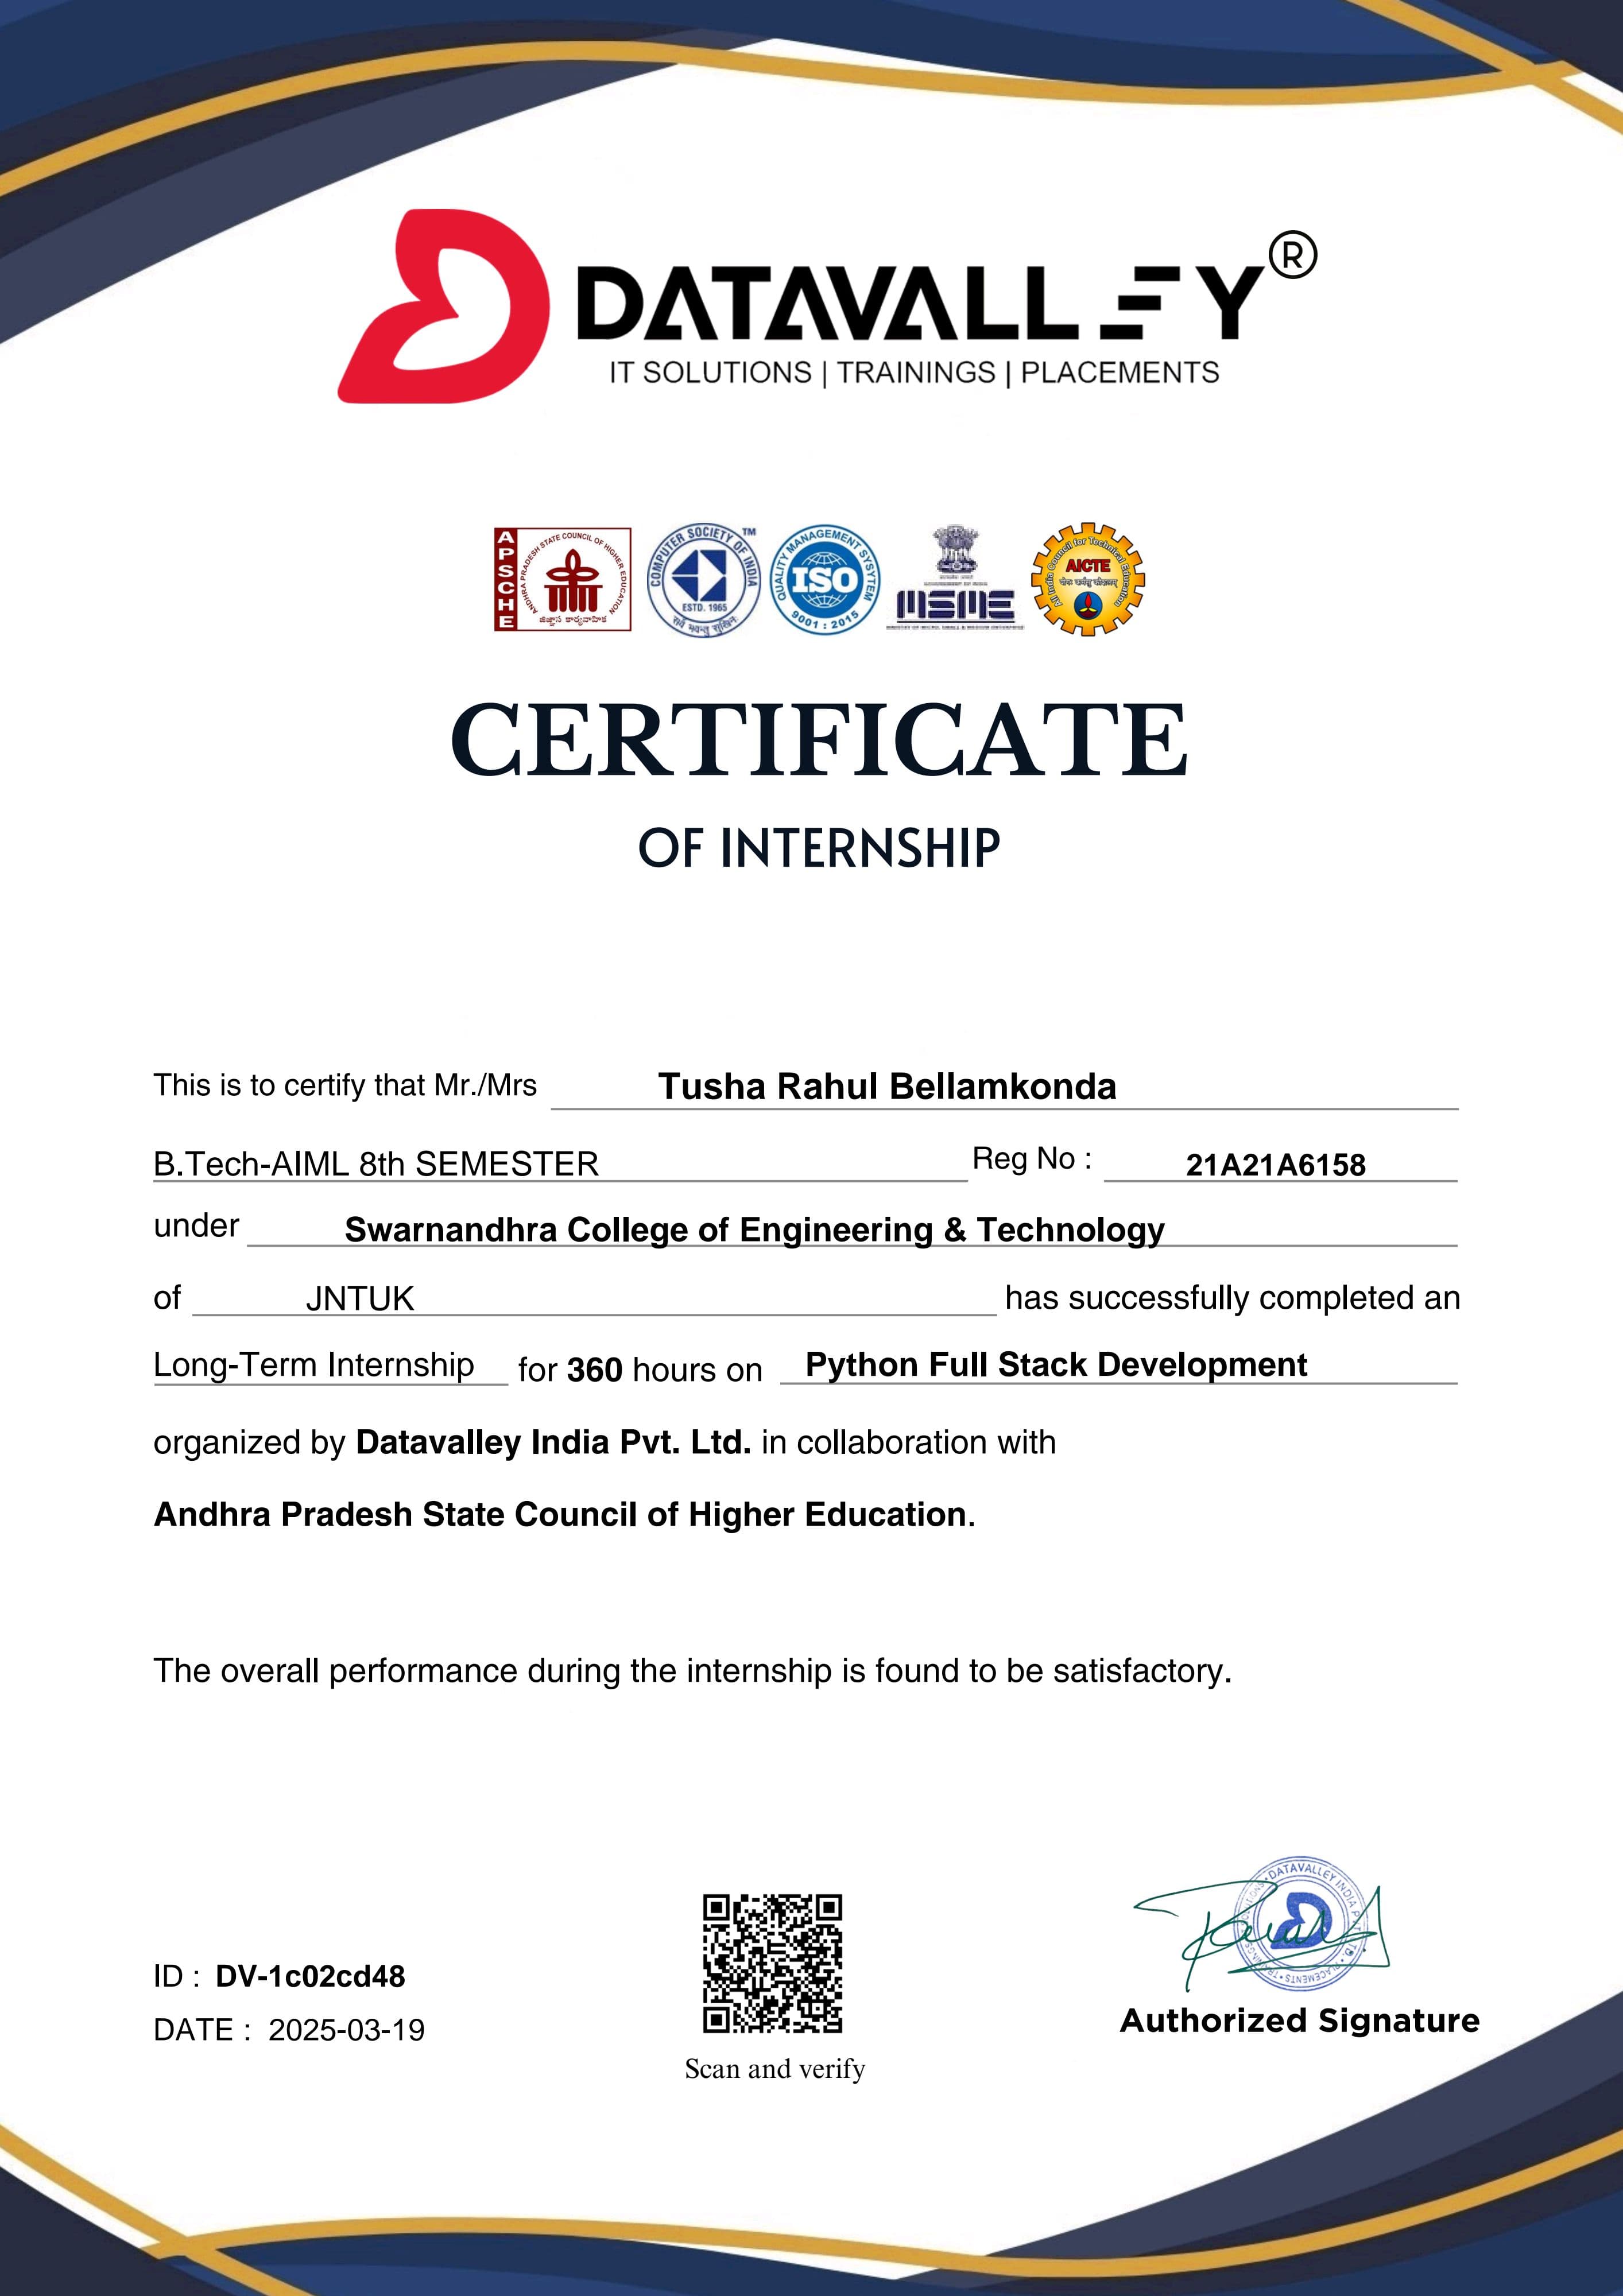 DATAVALLEY®
IT SOLUTIONS | TRAININGS | PLACEMENTS
APSCHE
ANDHRA PRADESH STATE COUNCIL OF HIGHER EDUCATION
COMPUTER SOCIETY OF INDIA
TM
ESTD. 1965
QUALITY MANAGEMENT SYSYTEM
ISO
9001 : 2015
MSME
All India Council for Technical Education
AICTE
CERTIFICATE
OF INTERNSHIP
This is to certify that Mr./Mrs Tusha Rahul Bellamkonda
B.Tech-AIML 8th SEMESTER Reg No : 21A21A6158
under Swarnandhra College of Engineering & Technology
of JNTUK has successfully completed an
Long-Term Internship for 360 hours on Python Full Stack Development
organized by Datavalley India Pvt. Ltd. in collaboration with
Andhra Pradesh State Council of Higher Education.
The overall performance during the internship is found to be satisfactory.
DATAVALLEY INDIA
PLACEMENTS
ID : DV-1c02cd48
DATE : 2025-03-19
Scan and verify
Authorized Signature